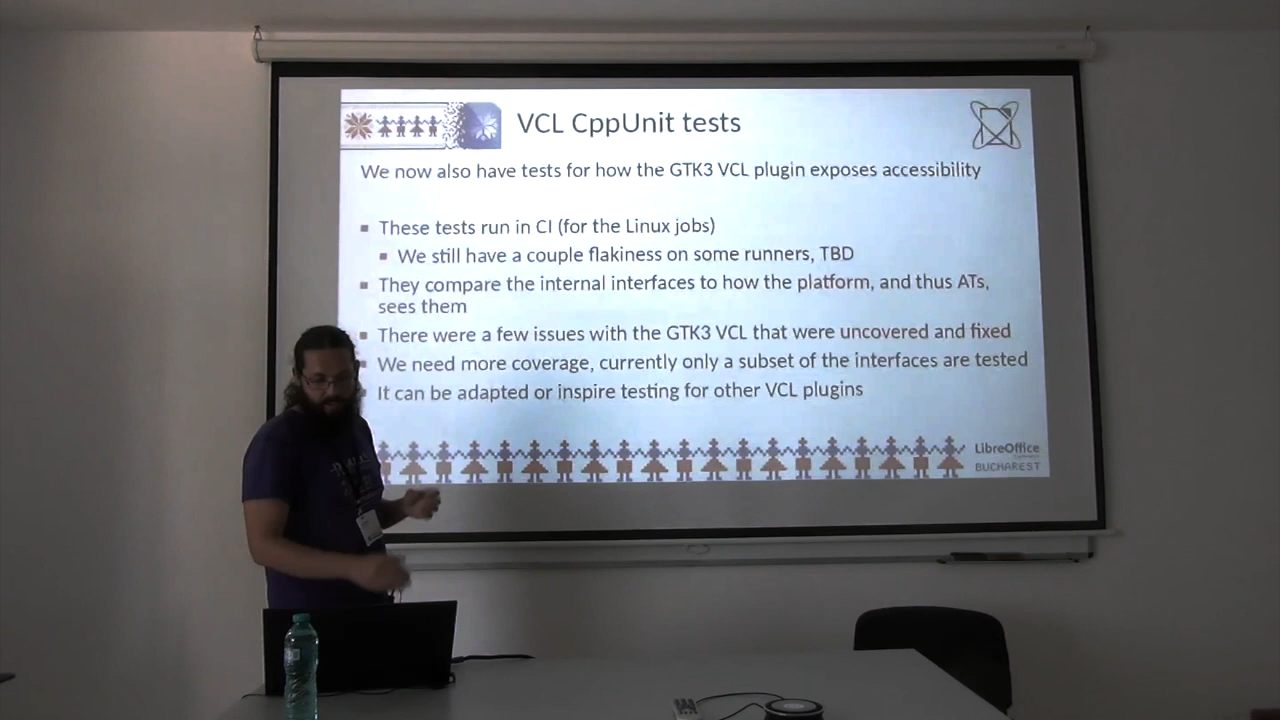 VCL CppUnit tests
We now also have tests for how the GTK3 VCL plugin exposes accessibility
These tests run in CI (for the Linux jobs)
We still have a couple flakiness on some runners, TBD
They compare the internal interfaces to how the platform, and thus ATs,
sees them
There were a few issues with the GTK3 VCL that were uncovered and fixed
We need more coverage, currently only a subset of the interfaces are tested
It can be adapted or inspire testing for other VCL plugins
LibreOffice
BUCHAREST